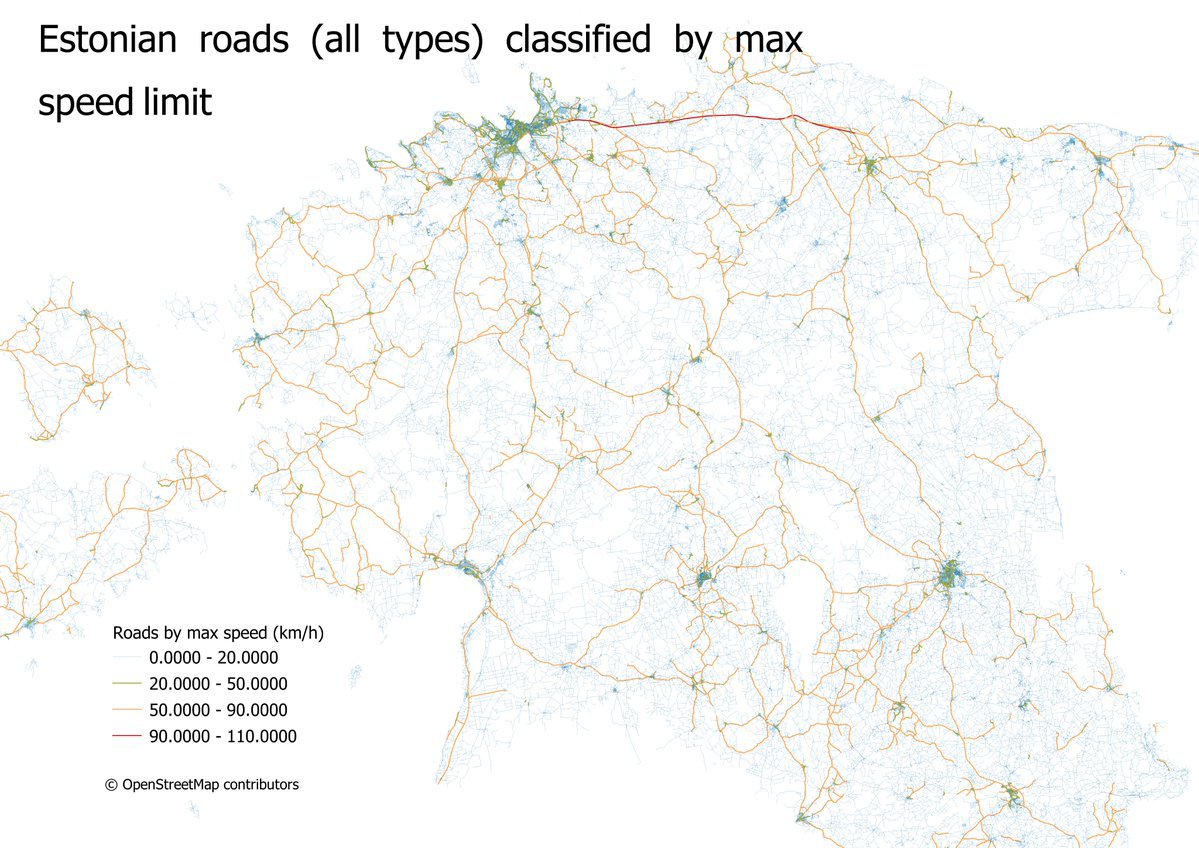 Estonian roads (all types) classified by max
speed limit
Roads by max speed (km/h)
0.0000 - 20.0000
20.0000 - 50.0000
50.0000 - 90.0000
90.0000 - 110.0000
© OpenStreetMap contributors